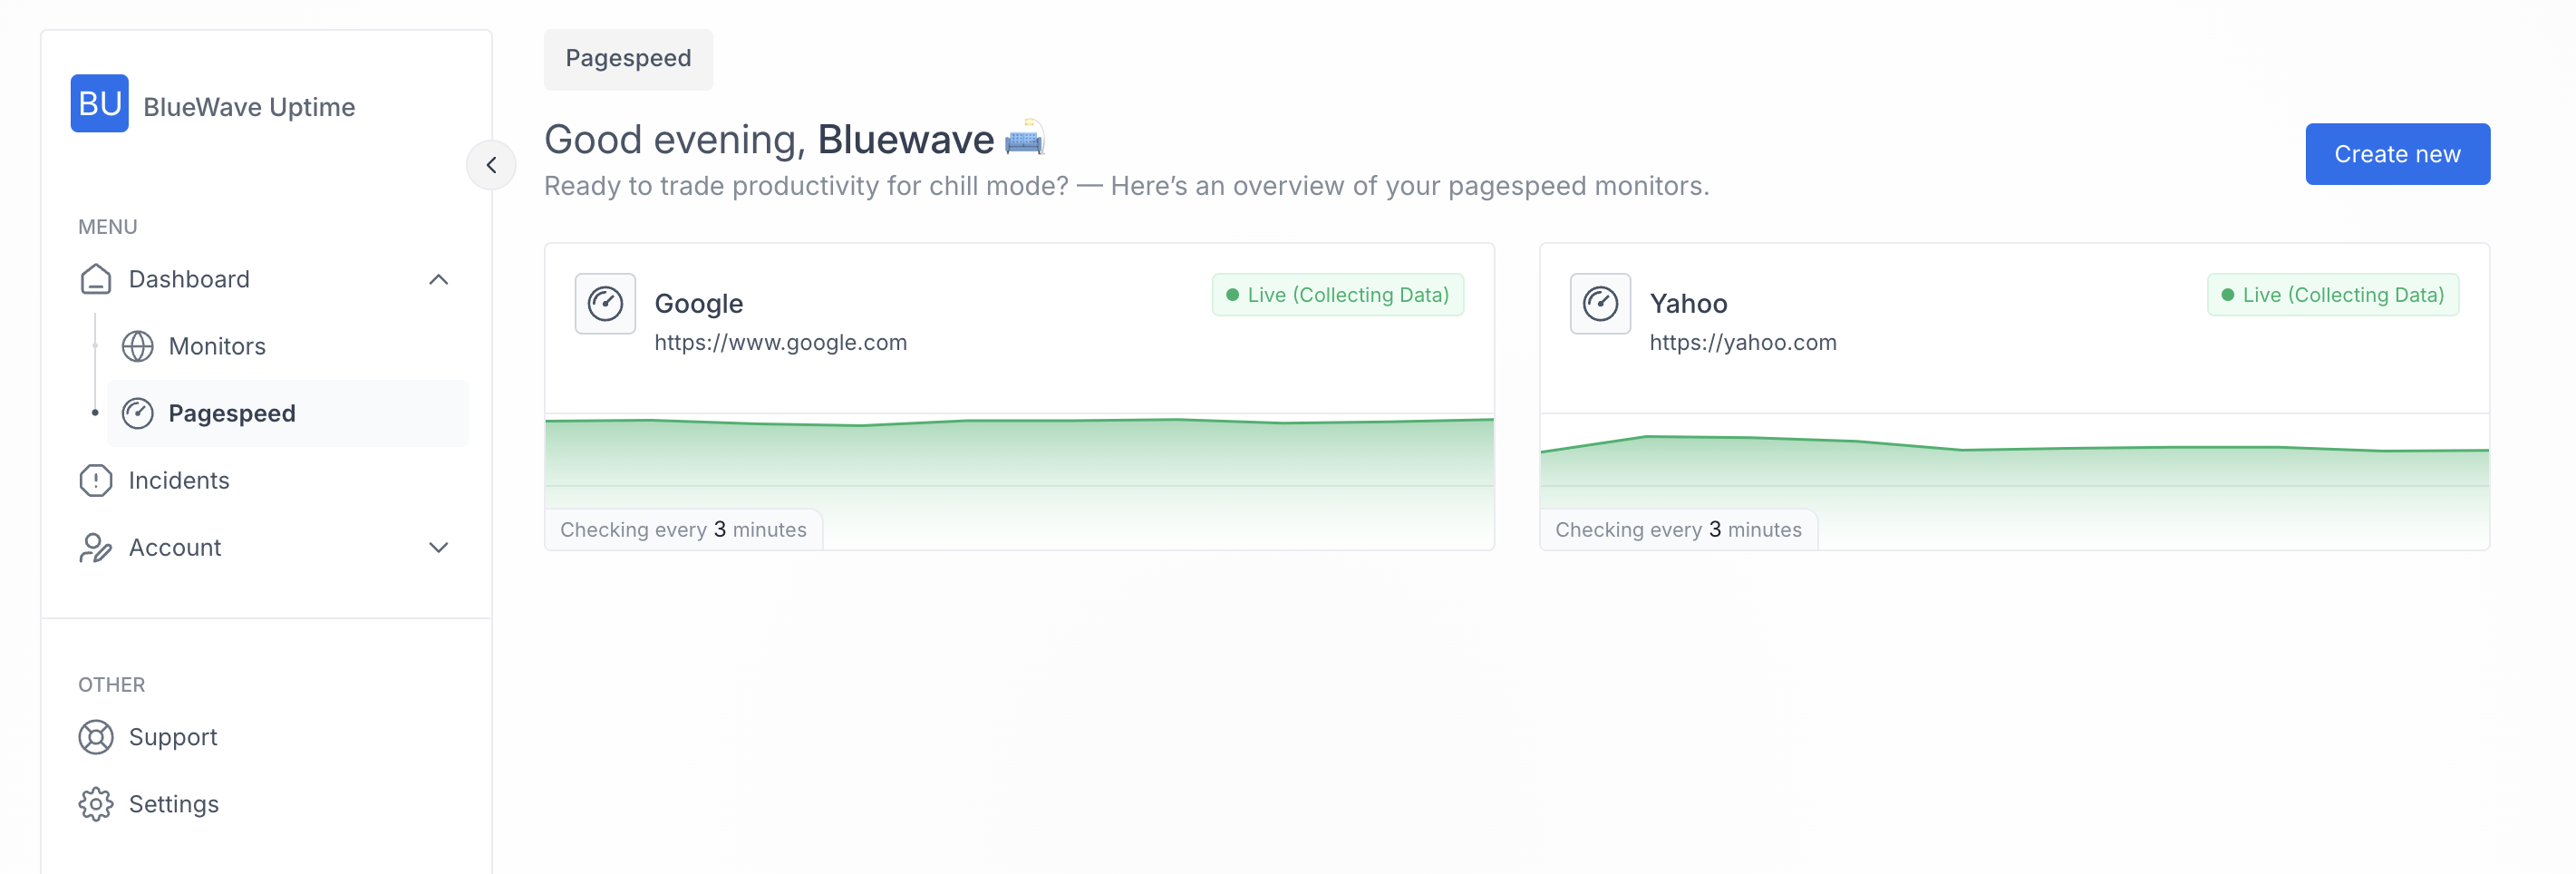 BU
BlueWave Uptime
MENU
Dashboard
Monitors
Pagespeed
Incidents
Account
OTHER
Support
Settings
Pagespeed
Good evening, Bluewave
Ready to trade productivity for chill mode? — Here’s an overview of your pagespeed monitors.
Create new
Google
https://www.google.com
Live (Collecting Data)
Checking every 3 minutes
Yahoo
https://yahoo.com
Live (Collecting Data)
Checking every 3 minutes